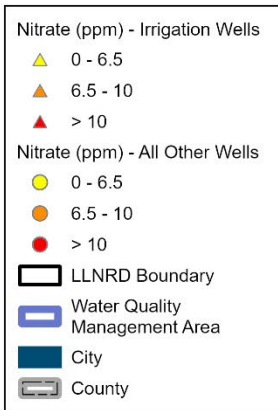 Nitrate (ppm) - Irrigation Wells
0 - 6.5
6.5 - 10
> 10
Nitrate (ppm) - All Other Wells
0 - 6.5
6.5 - 10
> 10
LLNRD Boundary
Water Quality
Management Area
City
County